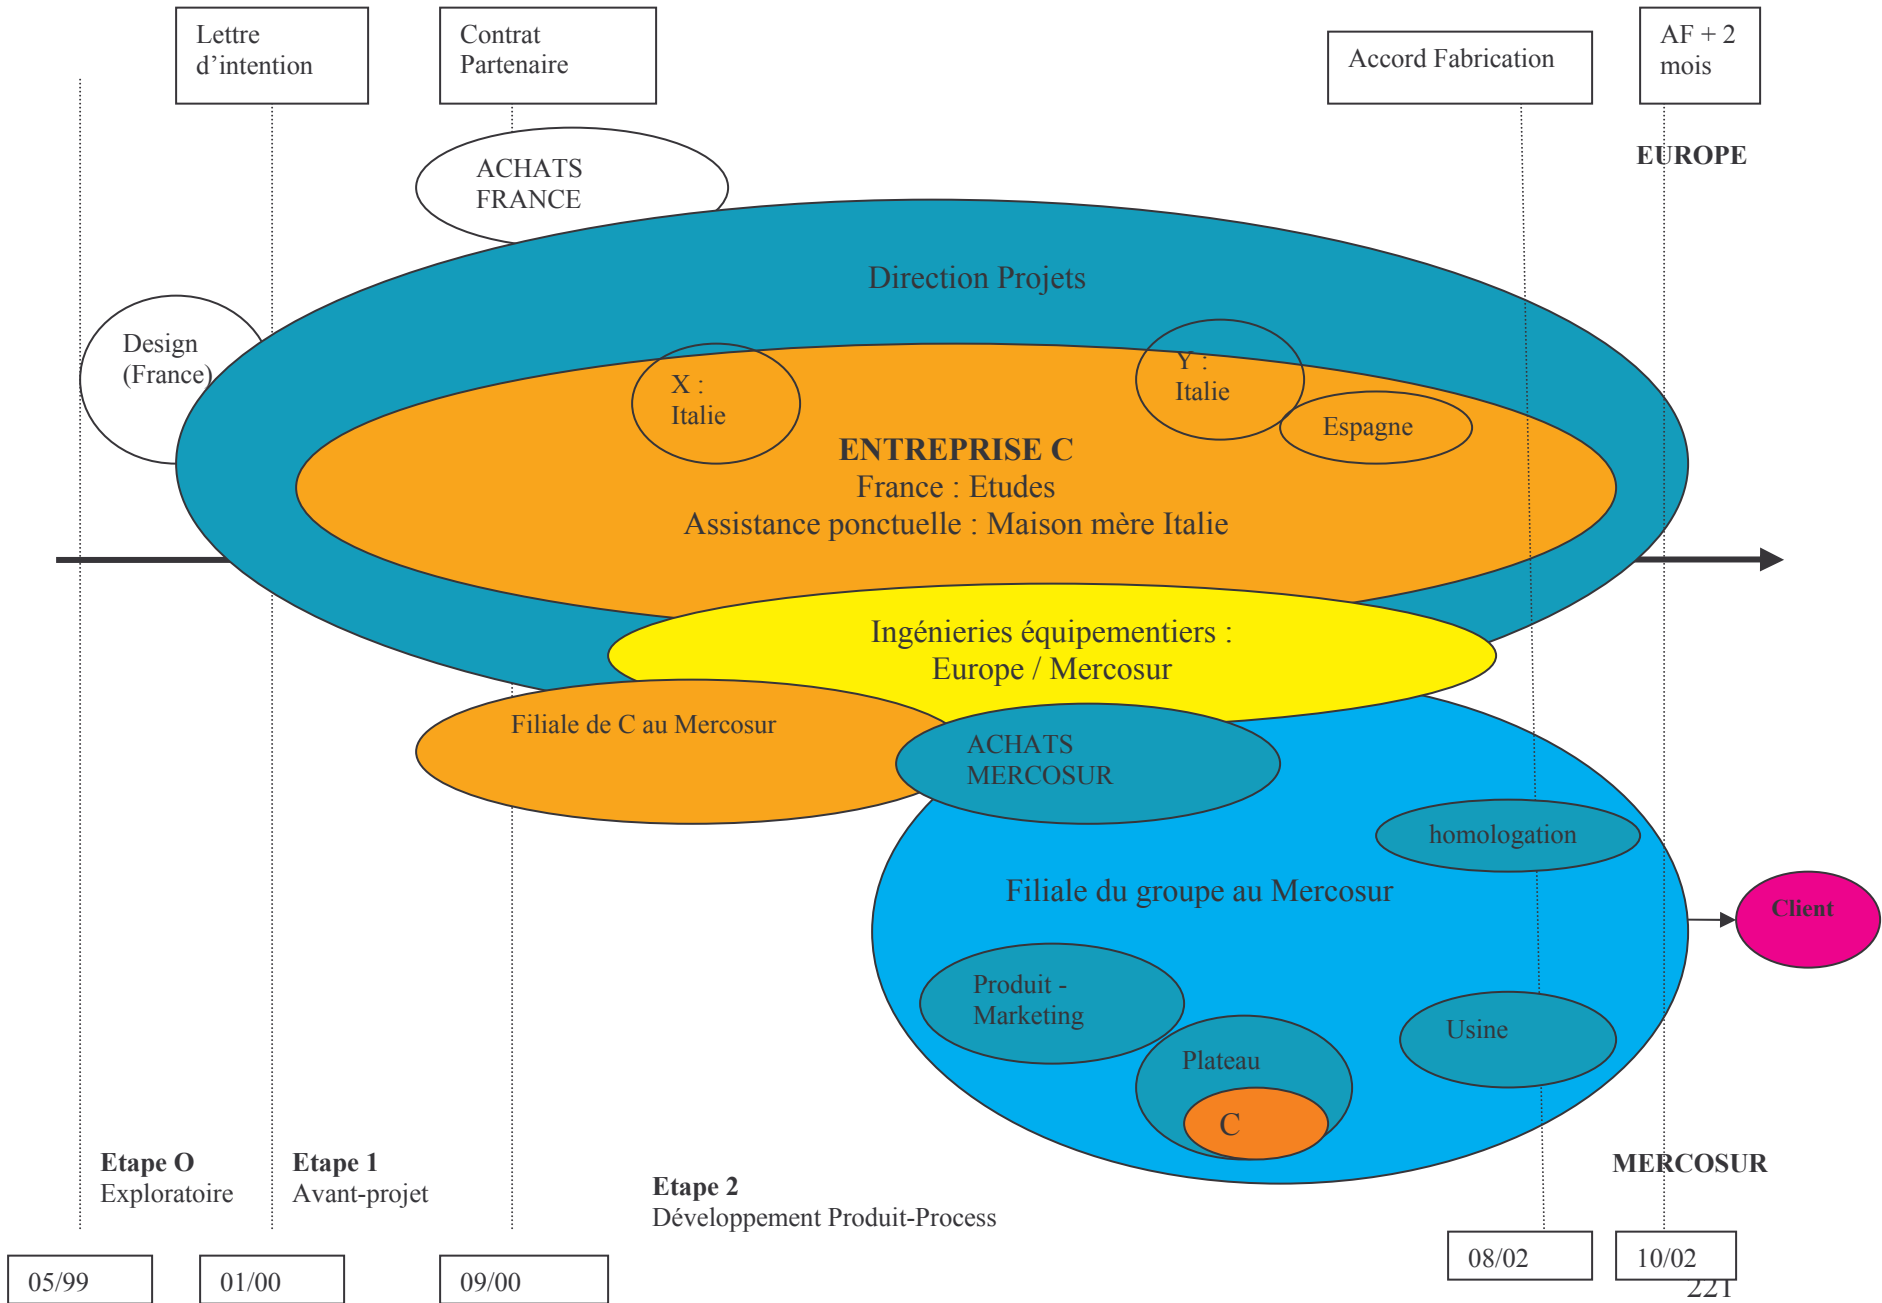 Lettre
d’intention
Contrat
Partenaire
Accord Fabrication
AF + 2
mois
EUROPE
ACHATS
FRANCE
Direction Projets
Design
(France)
X :
Italie
Y :
Italie
Espagne
ENTREPRISE C
France : Etudes
Assistance ponctuelle : Maison mère Italie
Ingénieries équipementiers :
Europe / Mercosur
Filiale de C au Mercosur
ACHATS
MERCOSUR
homologation
Filiale du groupe au Mercosur
Client
Produit -
Marketing
Usine
Plateau
C
Etape O
Exploratoire
Etape 1
Avant-projet
Etape 2
Développement Produit-Process
MERCOSUR
05/99
01/00
09/00
08/02
10/02
221